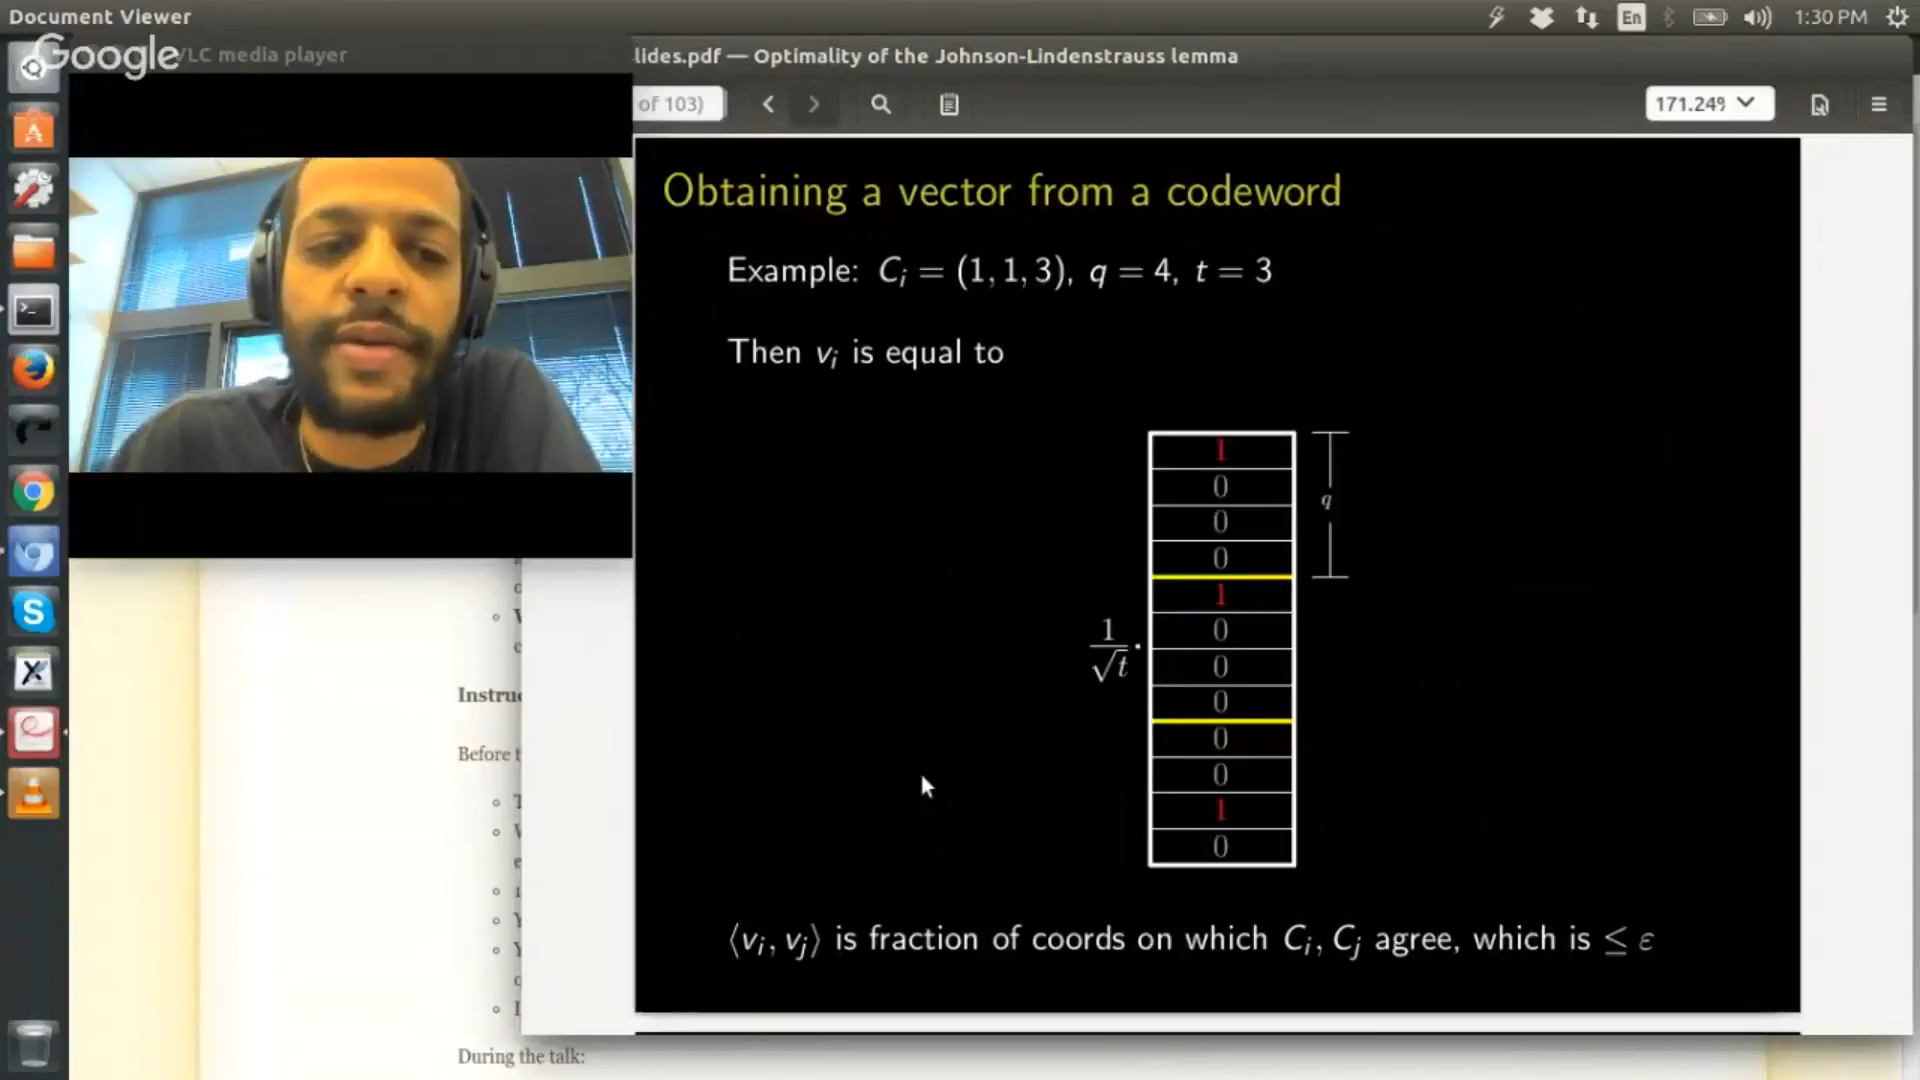 Document Viewer
En
1:30 PM
Google
VLC media player
lides.pdf — Optimality of the Johnson-Lindenstrauss lemma
of 103)
171.24%
Obtaining a vector from a codeword
Example: Cᵢ = (1, 1, 3), q = 4, t = 3
Then vᵢ is equal to
1
0
0
0
q
1
0
0
0
1/√t ·
0
0
1
0
⟨vᵢ, vⱼ⟩ is fraction of coords on which Cᵢ, Cⱼ agree, which is ≤ ε
Before t
During the talk: